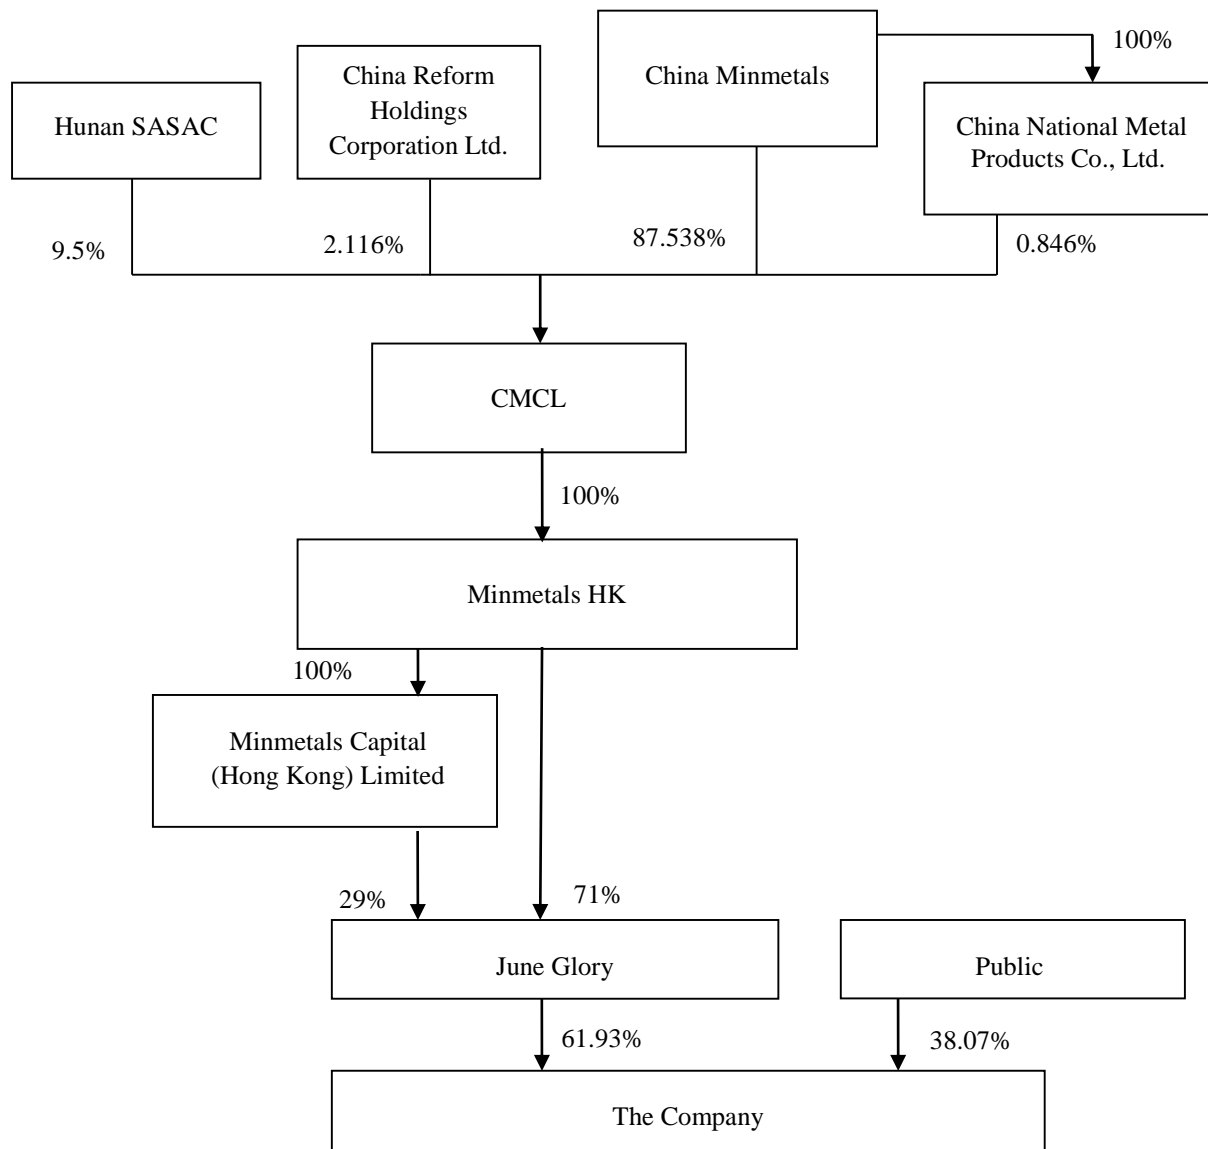 100%
China Reform
Holdings
Corporation Ltd.
China Minmetals
Hunan SASAC
China National Metal
Products Co., Ltd.
9.5%
2.116%
87.538%
0.846%
CMCL
100%
Minmetals HK
100%
Minmetals Capital
(Hong Kong) Limited
29%
71%
June Glory
Public
61.93%
38.07%
The Company